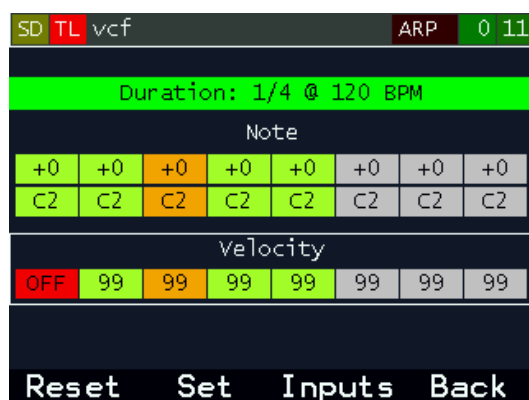 SD TL vcf ARP 0 11
Duration: 1/4 @ 120 BPM
Note
+0 +0 +0 +0 +0 +0 +0 +0
C2 C2 C2 C2 C2 C2 C2 C2
Velocity
OFF 99 99 99 99 99 99 99
Reset Set Inputs Back